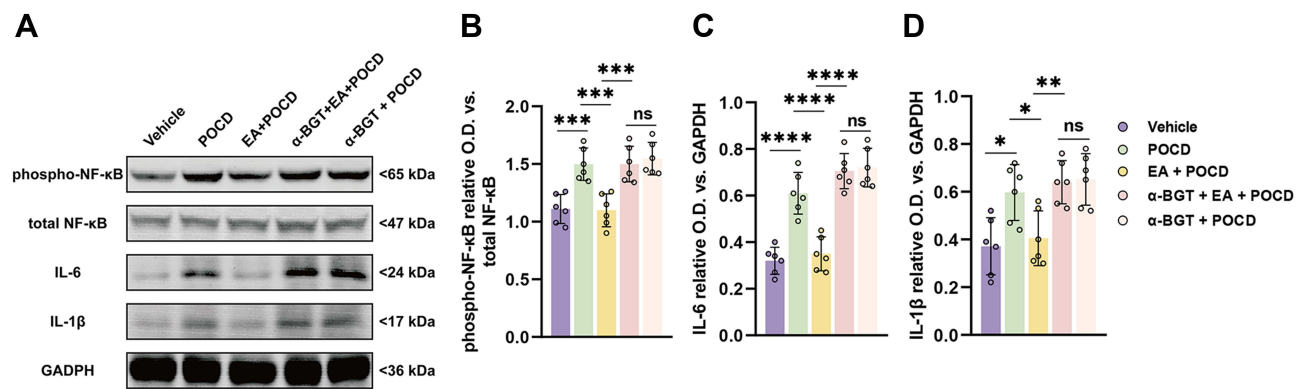 A
Vehicle
POCD
EA+POCD
α-BGT+EA+POCD
α-BGT + POCD
phospho-NF-κB
<65 kDa
total NF-κB
<47 kDa
IL-6
<24 kDa
IL-1β
<17 kDa
GADPH
<36 kDa
B
phospho-NF-κB relative O.D. vs.
total NF-κB
2.0
1.5
1.0
0.5
0.0
***
***
***
ns
C
IL-6 relative O.D. vs. GAPDH
1.0
0.8
0.6
0.4
0.2
0.0
****
****
****
ns
D
IL-1β relative O.D. vs. GAPDH
1.0
0.8
0.6
0.4
0.2
0.0
*
*
**
ns
Vehicle
POCD
EA + POCD
α-BGT + EA + POCD
α-BGT + POCD